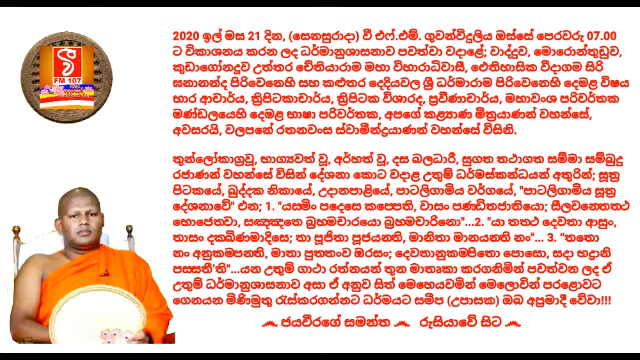 FM 107
2020 ඉල් මස 21 දින, (සෙනසුරාදා) වී එෆ්.එම්. ගුවන්විදුලිය ඔස්සේ පෙරවරු 07.00
ට විකාශනය කරන ලද ධර්මානුශාසනාව පවත්වා වදාළේ; වාද්දුව, මොරොන්තුඩුව,
කුඩාගෝනදූව උත්තර චේතියාරාම මහා විහාරාධිවාසී, ඓතිහාසික වීදාගම සිරි
ඝනානන්ද පිරිවෙනෙහි සහ කළුතර දෙදියවල ශ්‍රී ධර්මාරාම පිරිවෙනෙහි දෙමළ විෂය
භාර ආචාර්ය, ත්‍රිපිටකාචාර්ය, ත්‍රිපිටක විශාරද, ප්‍රවීණාචාර්ය, මහාවංශ පරිවර්තක
මණ්ඩලයෙහි දෙමළ භාෂා පරිවර්තක, අපගේ කළ්‍යාණ මිත්‍රයාණන් වහන්සේ,
අවසරයි, වලපනේ රතනවංස ස්වාමීන්ද්‍රයාණන් වහන්සේ විසිනි.
තුන්ලෝකාග්‍රවූ, භාග්‍යවත් වූ, අර්හත් වූ, දස බලධාරී, සුගත තථාගත සම්මා සම්බුදු
රජාණන් වහන්සේ විසින් දේශනා කොට වදාළ උතුම් ධර්මස්කන්ධයන් අතුරින්; සූත්‍ර
පිටකයේ, ඛුද්දක නිකායේ, උදානපාළියේ, පාටලිගාමිය වර්ගයේ, "පාටලිගාමිය සූත්‍ර
දේශනාවේ" එන; 1. "යස්මිං පදෙසෙ කප්පෙති, වාසං පණ්ඩිතජාතියො; සීලවන්තෙත්ථ
භොජෙත්වා, සඤ්ඤතෙ බ්‍රහ්මචාරයො බ්‍රහ්මචාරිනො"...2. "යා තත්ථ දෙවතා ආසුං,
තාසං දක්ඛිණමාදිසෙ; තා පූජිතා පූජයන්ති, මානිතා මානයන්ති නං"... 3. "තතො
නං අනුකම්පන්ති, මාතා පුත්තංව ඔරසං; දෙවතානුකම්පිතො පොසො, සදා භද්‍රානි
පස්සතී'ති"...යන උතුම් ගාථා රත්නයන් තුන මාතෘකා කරගනිමින් පවත්වන ලද ඒ
උතුම් ධර්මානුශාසනාව අසා ඒ අනුව සිත් මෙහෙයවමින් මෙලොවින් පරළොවට
ගෙනයන මිණිමුතු රැස්කරගන්නට ධර්මයට සමීප (උපාසක) ඔබ අප්‍රමාදී වේවා!!!
ජයවීරගේ සමන්ත රුසියාවේ සිට